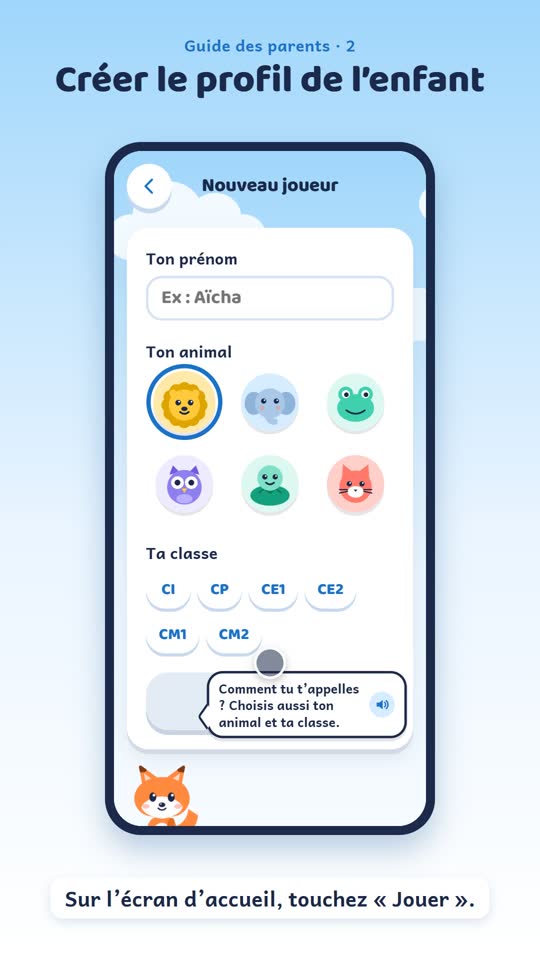 Guide des parents · 2
Créer le profil de l’enfant
Nouveau joueur
Ton prénom
Ex : Aïcha
Ton animal
Ta classe
CI CP CE1 CE2
CM1 CM2
Comment tu t’appelles
? Choisis aussi ton
animal et ta classe.
Sur l’écran d’accueil, touchez « Jouer ».